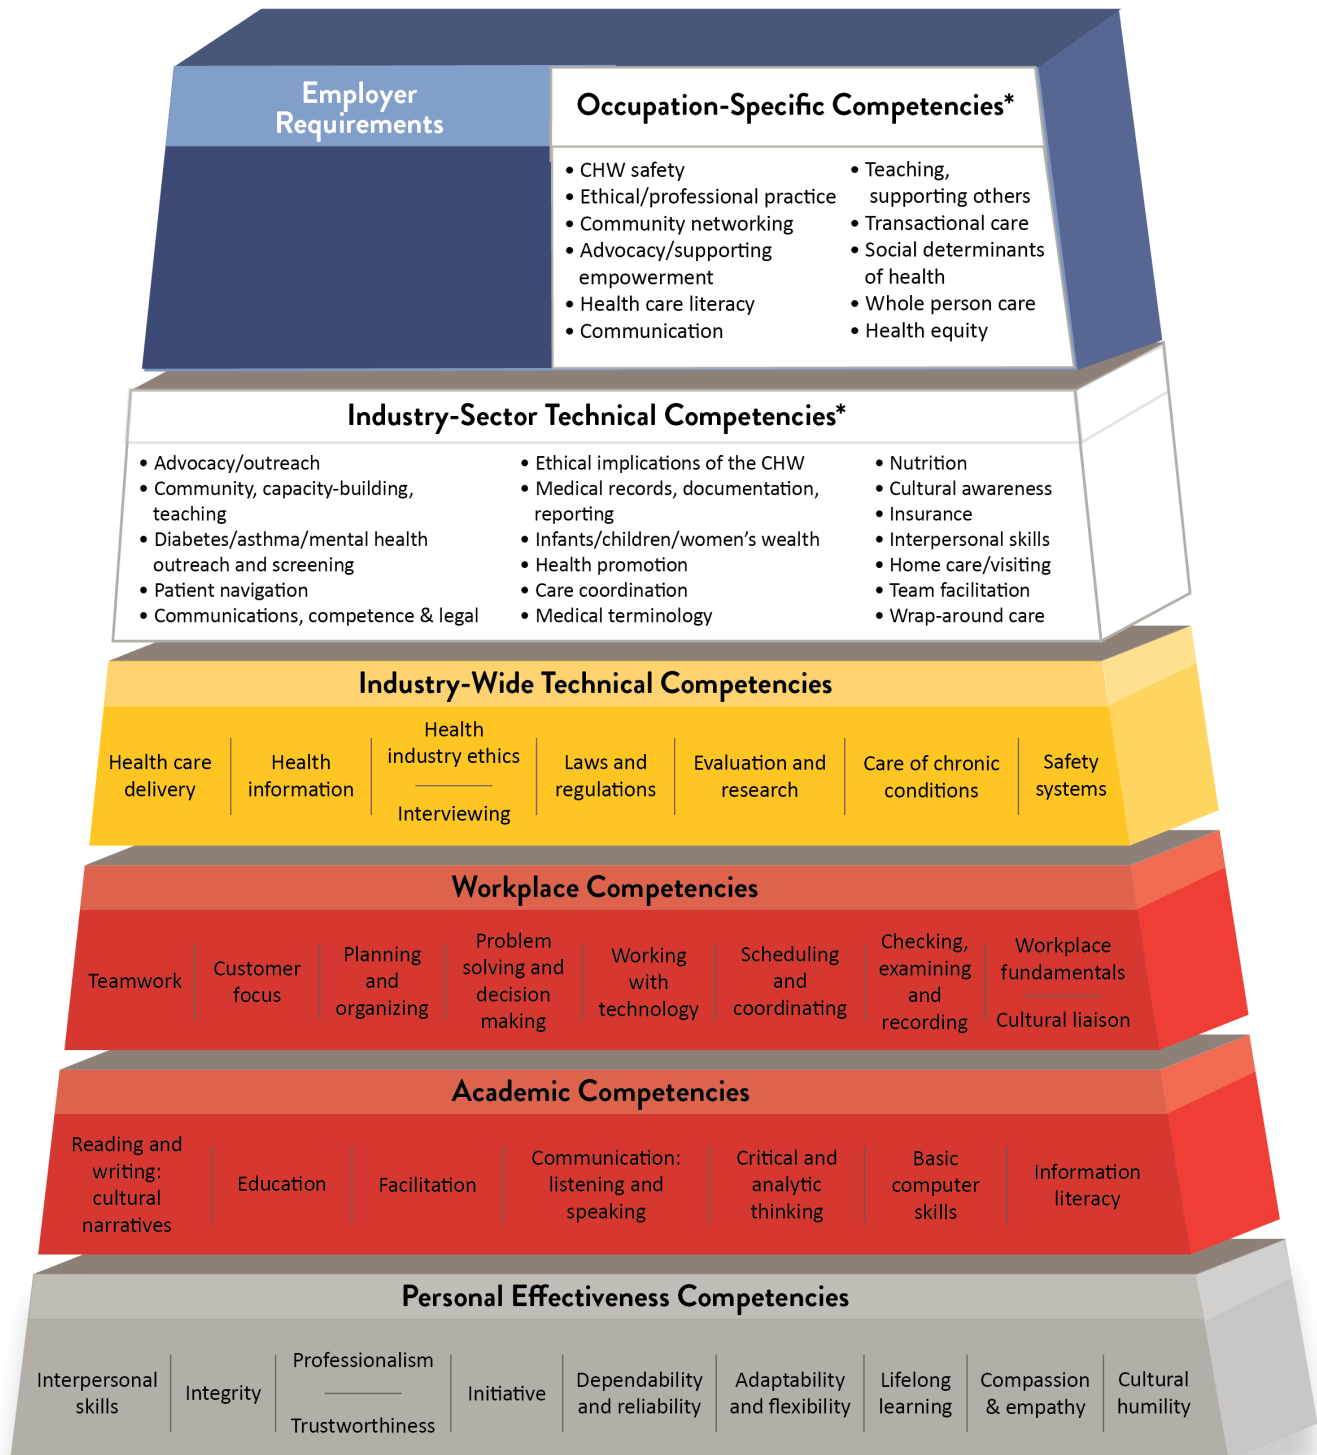 Employer
Requirements
Occupation-Specific Competencies*
• CHW safety
• Ethical/professional practice
• Community networking
• Advocacy/supporting
empowerment
• Health care literacy
• Communication
• Teaching,
supporting others
• Transactional care
• Social determinants
of health
• Whole person care
• Health equity
Industry-Sector Technical Competencies*
• Advocacy/outreach
• Community, capacity-building,
teaching
• Diabetes/asthma/mental health
outreach and screening
• Patient navigation
• Communications, competence & legal
• Ethical implications of the CHW
• Medical records, documentation,
reporting
• Infants/children/women's wealth
• Health promotion
• Care coordination
• Medical terminology
• Nutrition
• Cultural awareness
• Insurance
• Interpersonal skills
• Home care/visiting
• Team facilitation
• Wrap-around care
Industry-Wide Technical Competencies
Health care
delivery
Health
information
Health
industry ethics
Interviewing
Laws and
regulations
Evaluation and
research
Care of chronic
conditions
Safety
systems
Workplace Competencies
Teamwork
Customer
focus
Planning
and
organizing
Problem
solving and
decision
making
Working
with
technology
Scheduling
and
coordinating
Checking,
examining
and
recording
Workplace
fundamentals
Cultural liaison
Academic Competencies
Reading and
writing:
cultural
narratives
Education
Facilitation
Communication:
listening and
speaking
Critical and
analytic
thinking
Basic
computer
skills
Information
literacy
Personal Effectiveness Competencies
Interpersonal
skills
Integrity
Professionalism
Trustworthiness
Initiative
Dependability
and reliability
Adaptability
and flexibility
Lifelong
learning
Compassion
& empathy
Cultural
humility